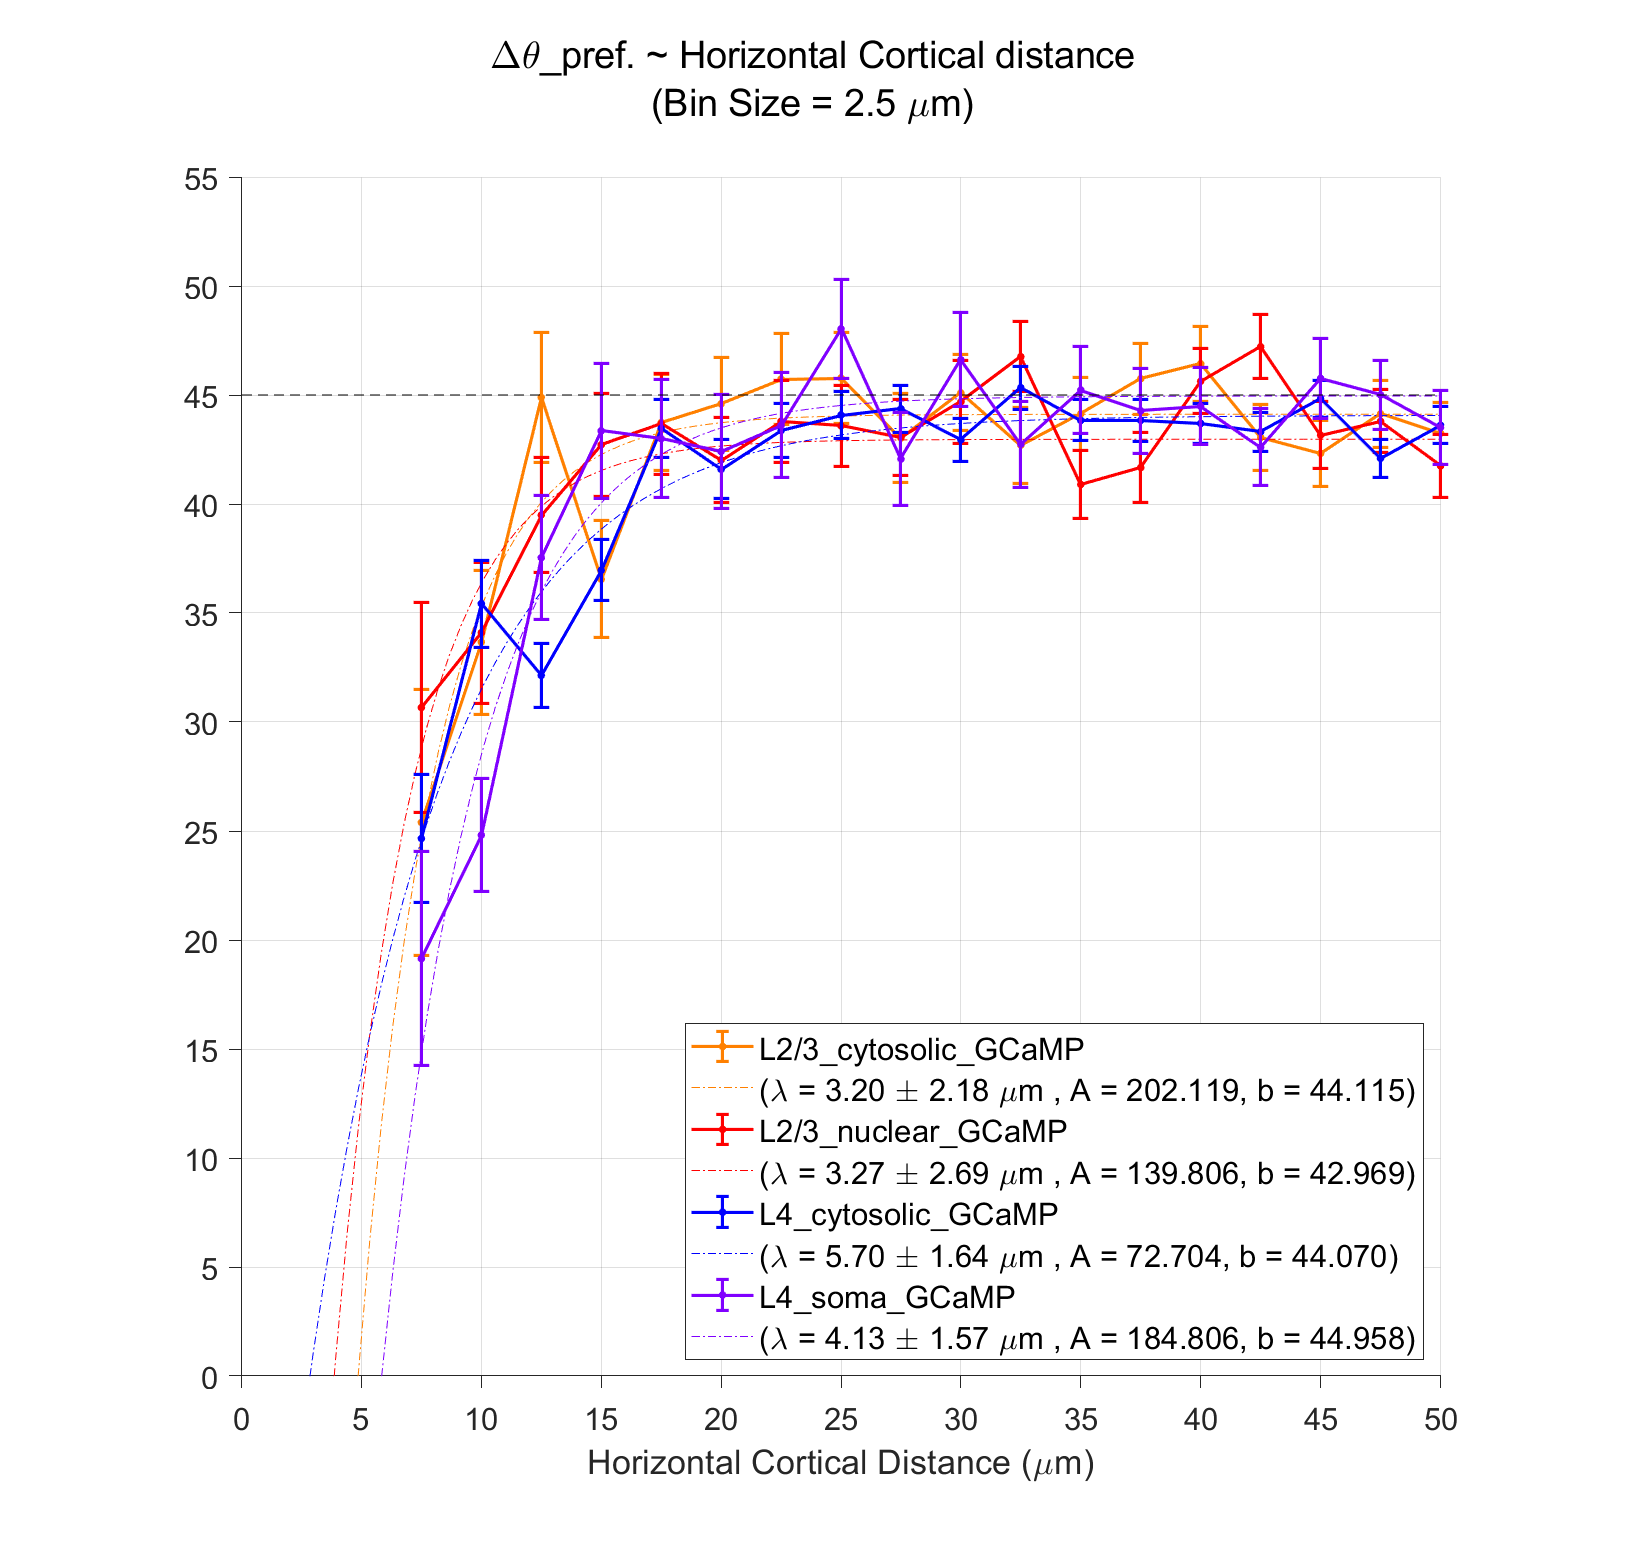 Δθ_pref. ~ Horizontal Cortical distance
(Bin Size = 2.5 μm)
55
50
45
40
35
30
25
20
15
10
5
0
L2/3_cytosolic_GCaMP
(λ = 3.20 ± 2.18 μm , A = 202.119, b = 44.115)
L2/3_nuclear_GCaMP
(λ = 3.27 ± 2.69 μm , A = 139.806, b = 42.969)
L4_cytosolic_GCaMP
(λ = 5.70 ± 1.64 μm , A = 72.704, b = 44.070)
L4_soma_GCaMP
(λ = 4.13 ± 1.57 μm , A = 184.806, b = 44.958)
0 5 10 15 20 25 30 35 40 45 50
Horizontal Cortical Distance (μm)